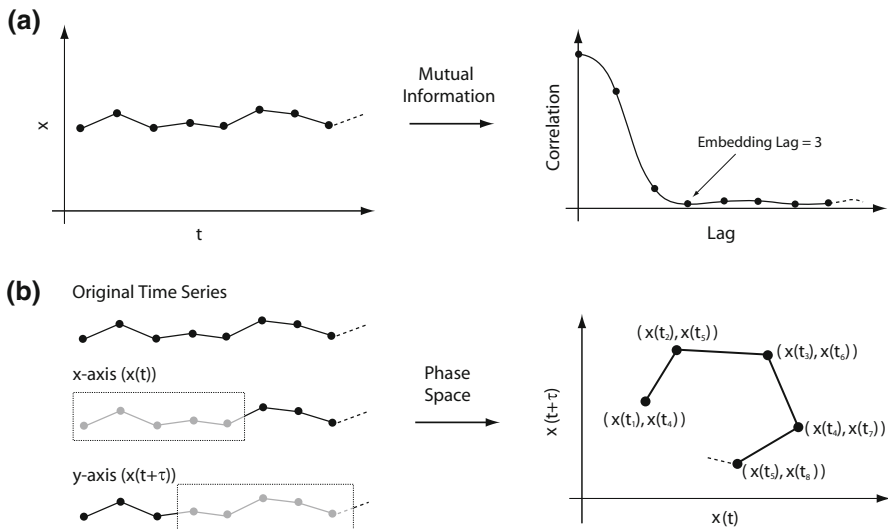 (a)
x
t
Mutual
Information
Correlation
Embedding Lag = 3
Lag
(b)
Original Time Series
x-axis (x(t))
y-axis (x(t+τ))
Phase
Space
x(t+τ)
( x(t₂), x(t₅) )
( x(t₃), x(t₆) )
( x(t₁), x(t₄) )
( x(t₄), x(t₇) )
( x(t₅), x(t₈) )
x(t)